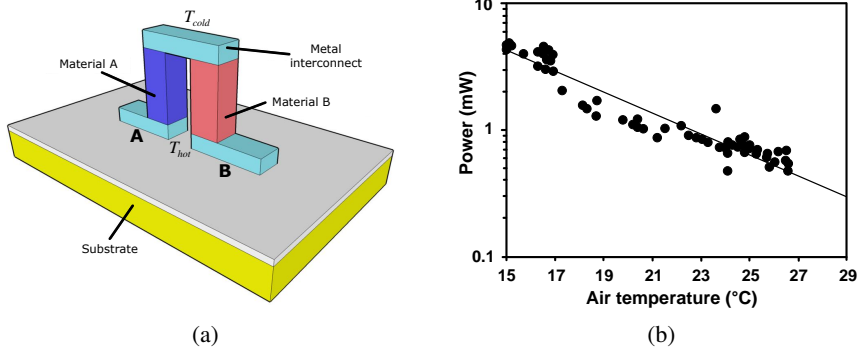 T_cold
Metal
interconnect
Material A
Material B
A
T_hot
B
Substrate
(a)
10
Power (mW)
1
0.1
15 17 19 21 23 25 27 29
Air temperature (°C)
(b)